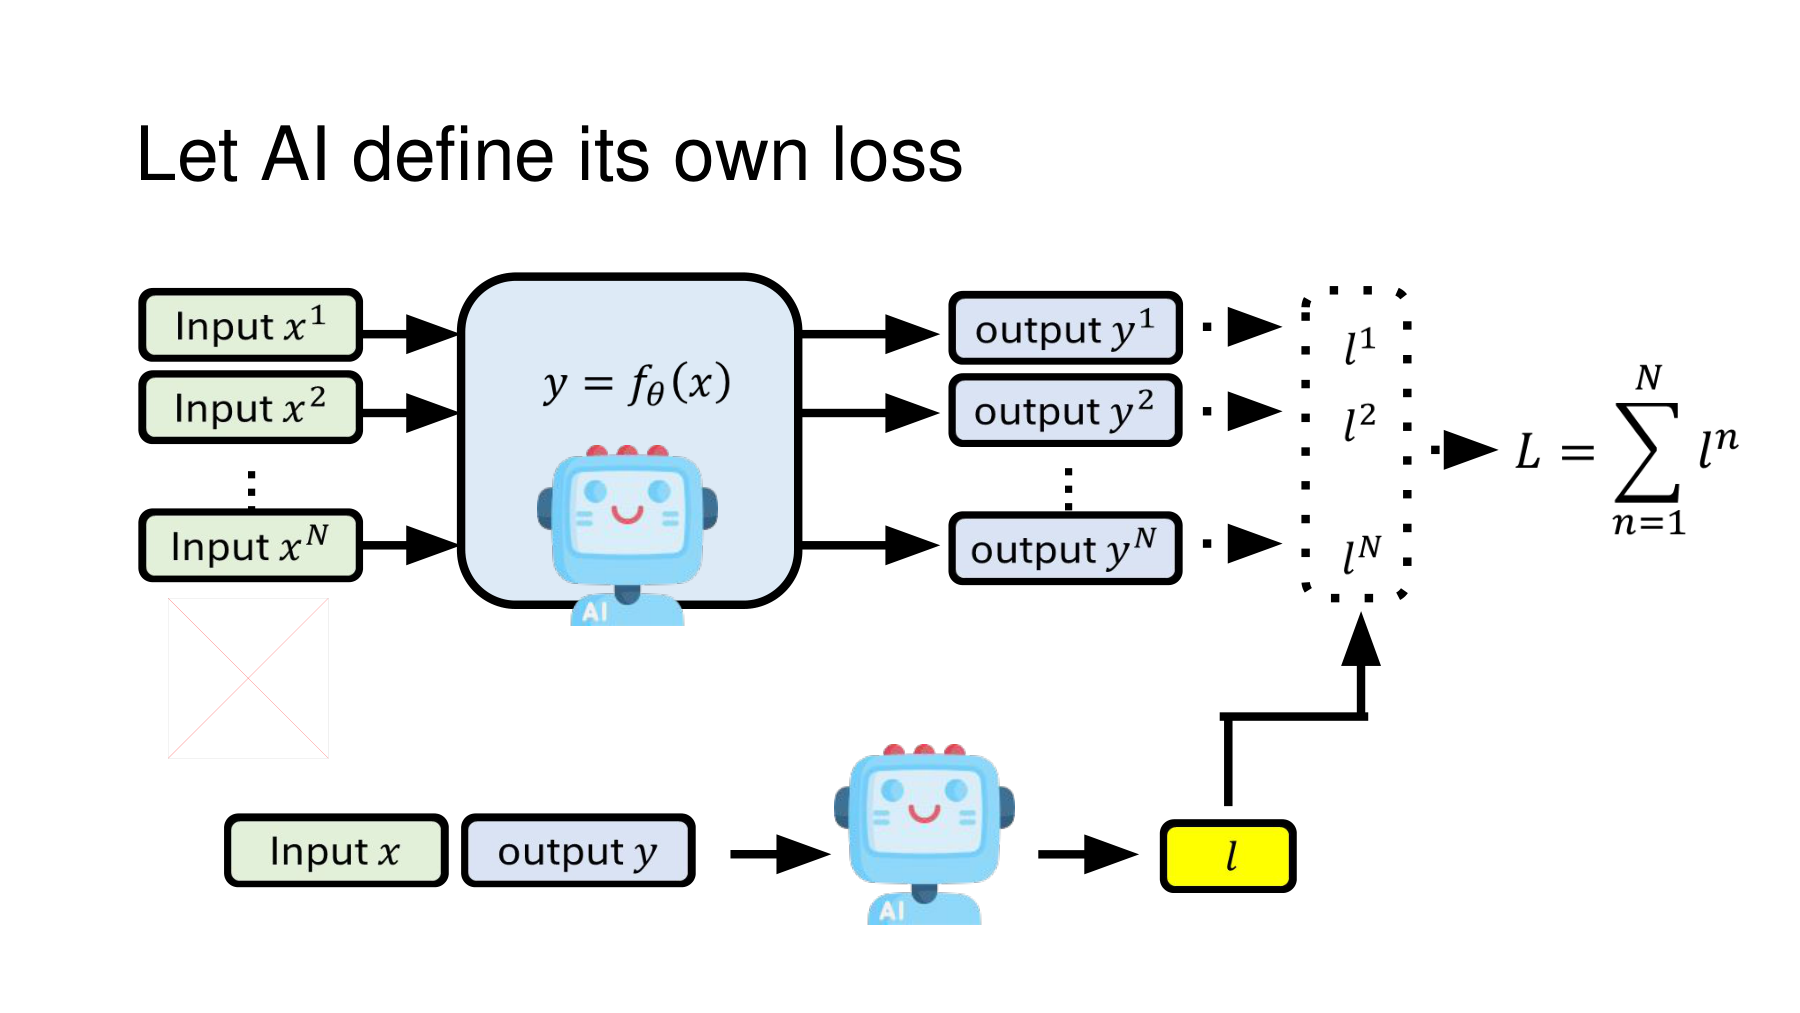 Let AI define its own loss
Input x¹
Input x²
⋮
Input xᴺ
y = f_θ(x)
AI
output y¹
output y²
⋮
output yᴺ
l¹
l²
lᴺ
L = ∑_{n=1}^{N} lⁿ
Input x
output y
AI
l